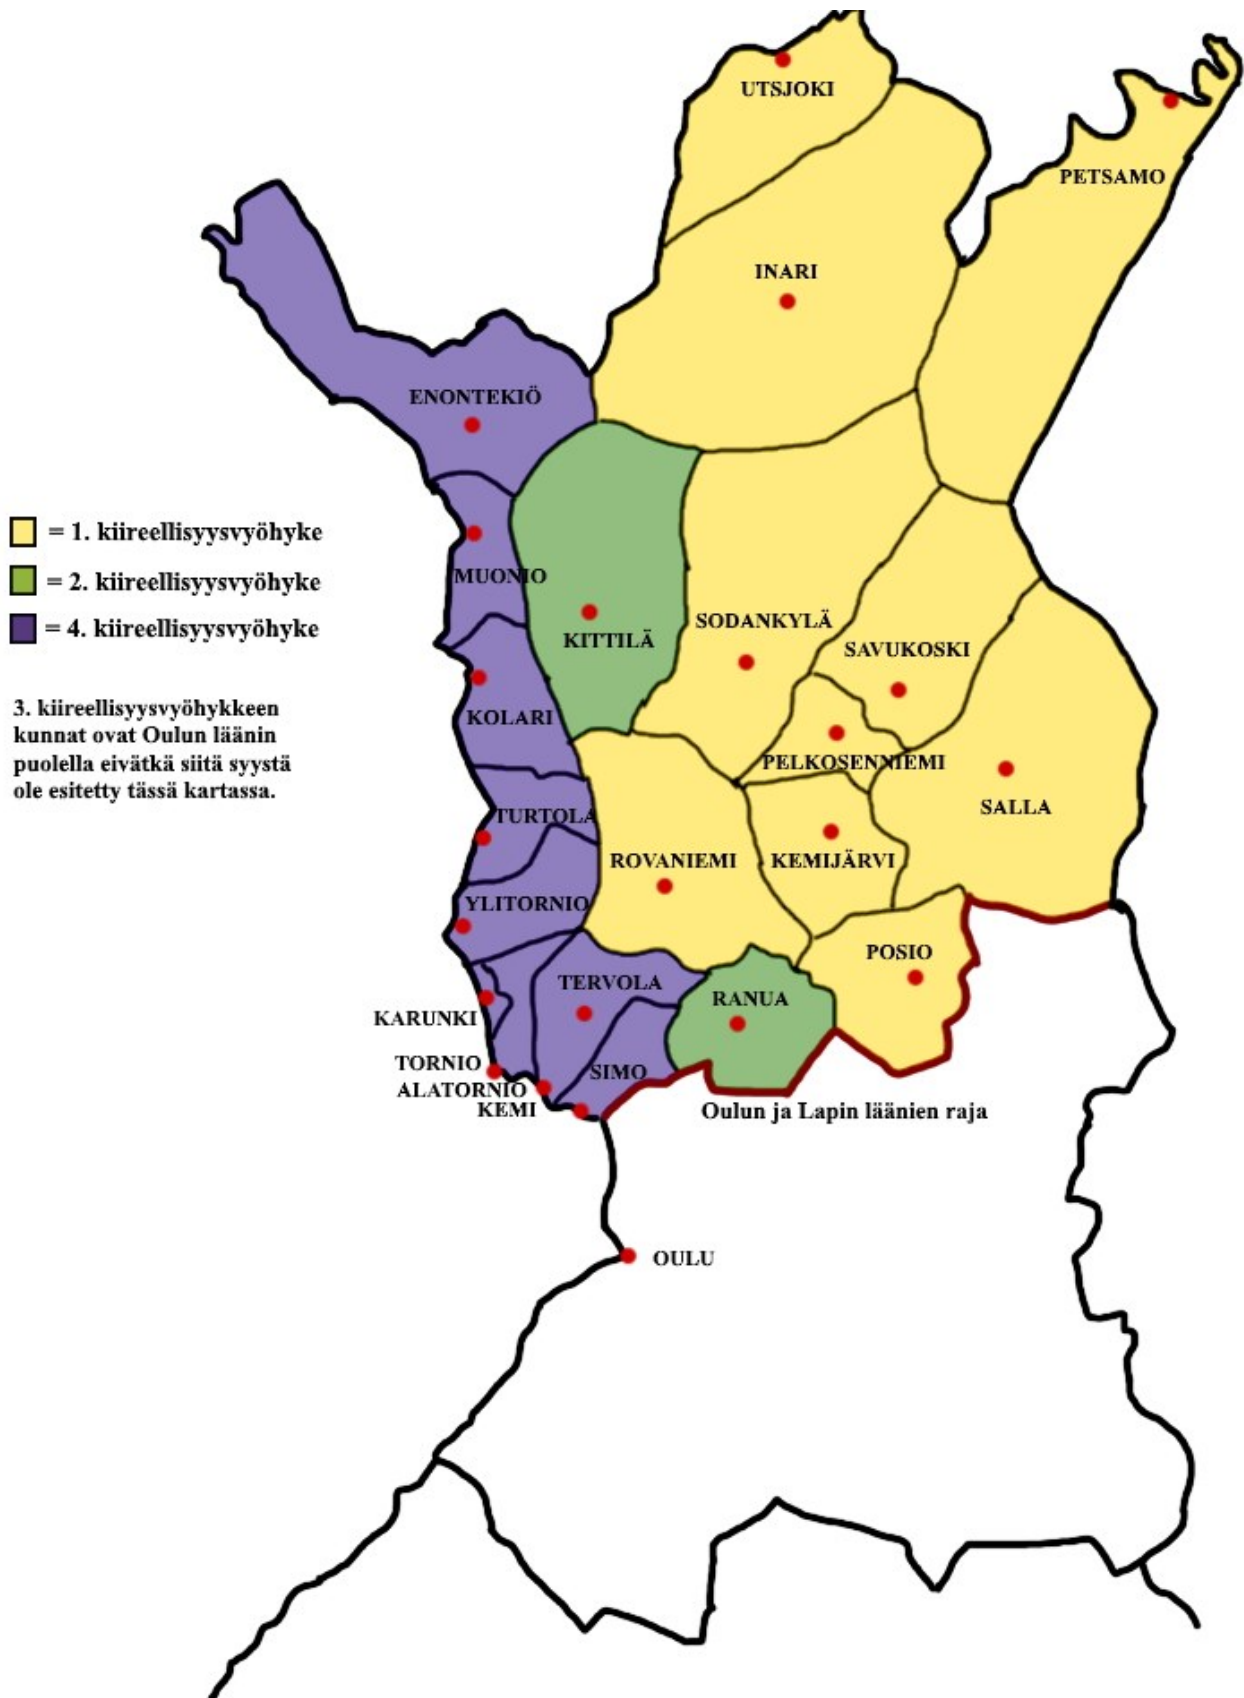 UTSJOKI
PETSAMO
INARI
ENONTEKIÖ
= 1. kiireellisyysvyöhyke
= 2. kiireellisyysvyöhyke
= 4. kiireellisyysvyöhyke
MUONIO
KITTILÄ
SODANKYLÄ
SAVUKOSKI
3. kiireellisyysvyöhykkeen
kunnat ovat Oulun läänin
puolella eivätkä siitä syystä
ole esitetty tässä kartassa.
KOLARI
PELKOSENNIEMI
SALLA
TURTOLA
ROVANIEMI
KEMIJÄRVI
YLITORNIO
POSIO
TERVOLA
RANUA
KARUNKI
TORNIO
ALATORNIO
SIMO
KEMI
Oulun ja Lapin läänien raja
OULU